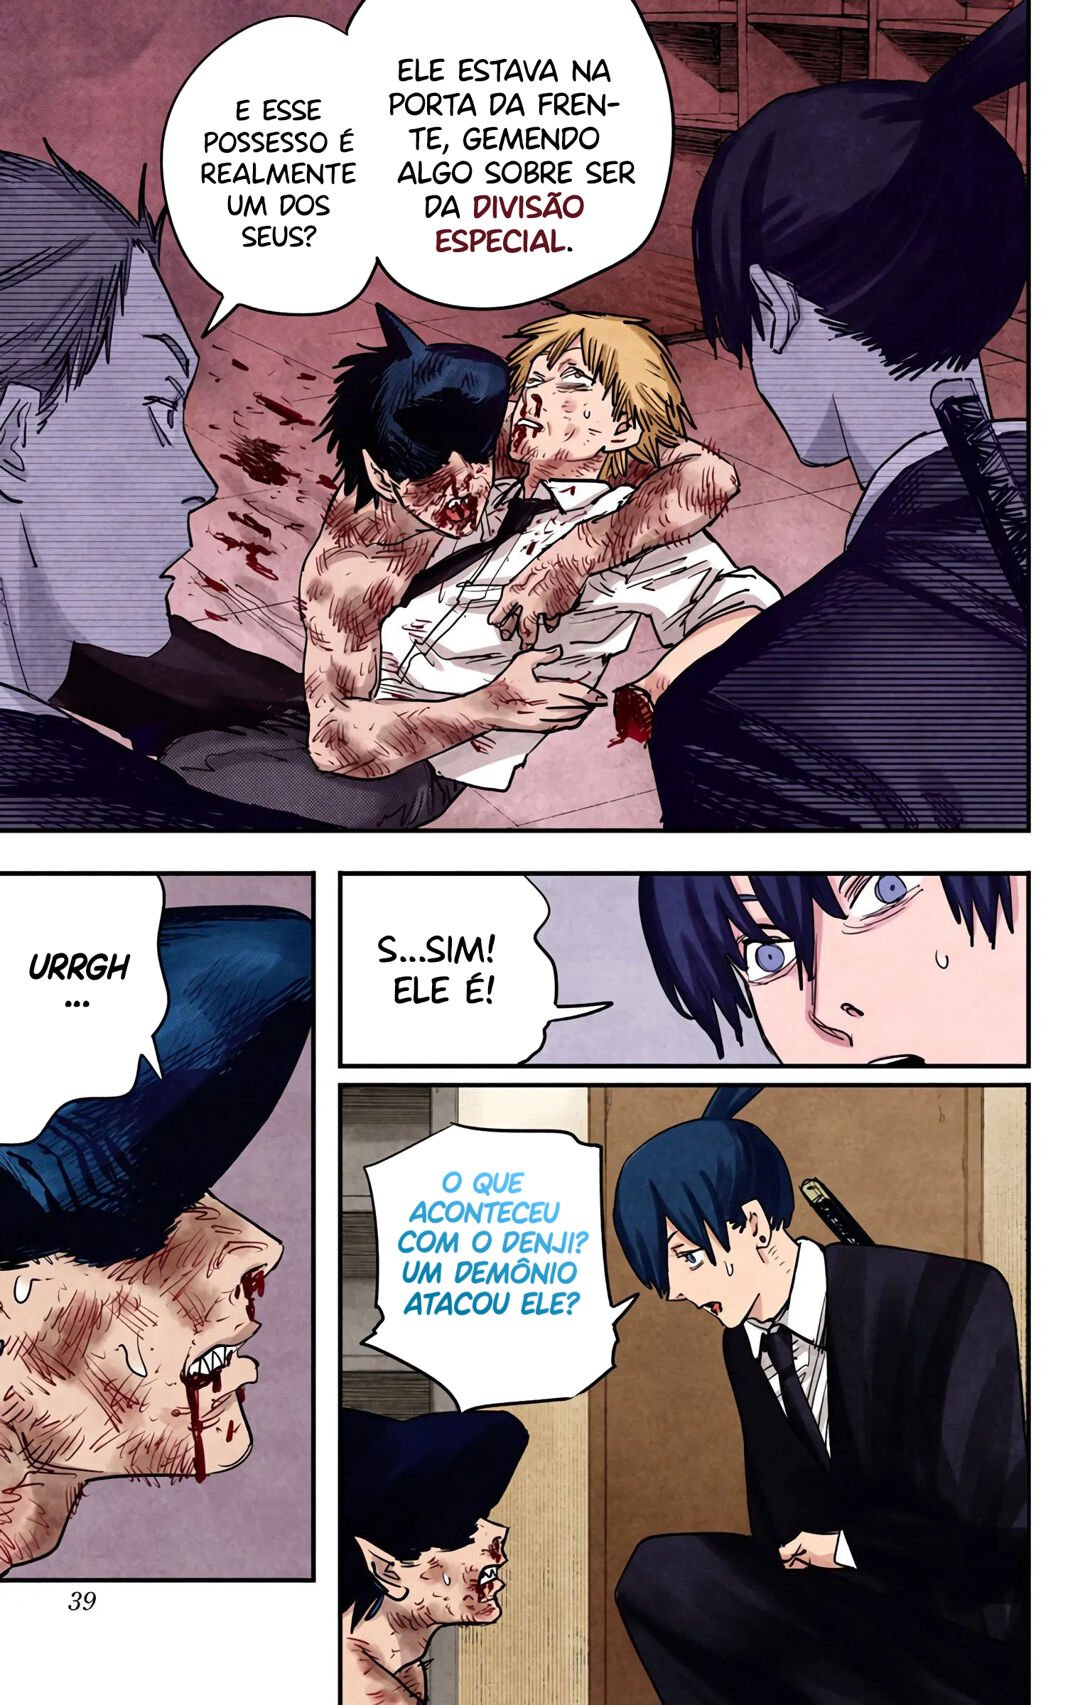 ELE ESTAVA NA
PORTA DA FREN-
TE, GEMENDO
ALGO SOBRE SER
DA DIVISÃO
ESPECIAL.
E ESSE
POSSESO É
REALMENTE
UM DOS
SEUS?
S...SIM!
ELE É!
O QUE
ACONTECEU
COM O DENJI?
UM DEMÔNIO
ATACOU ELE?
URRGH
...
39